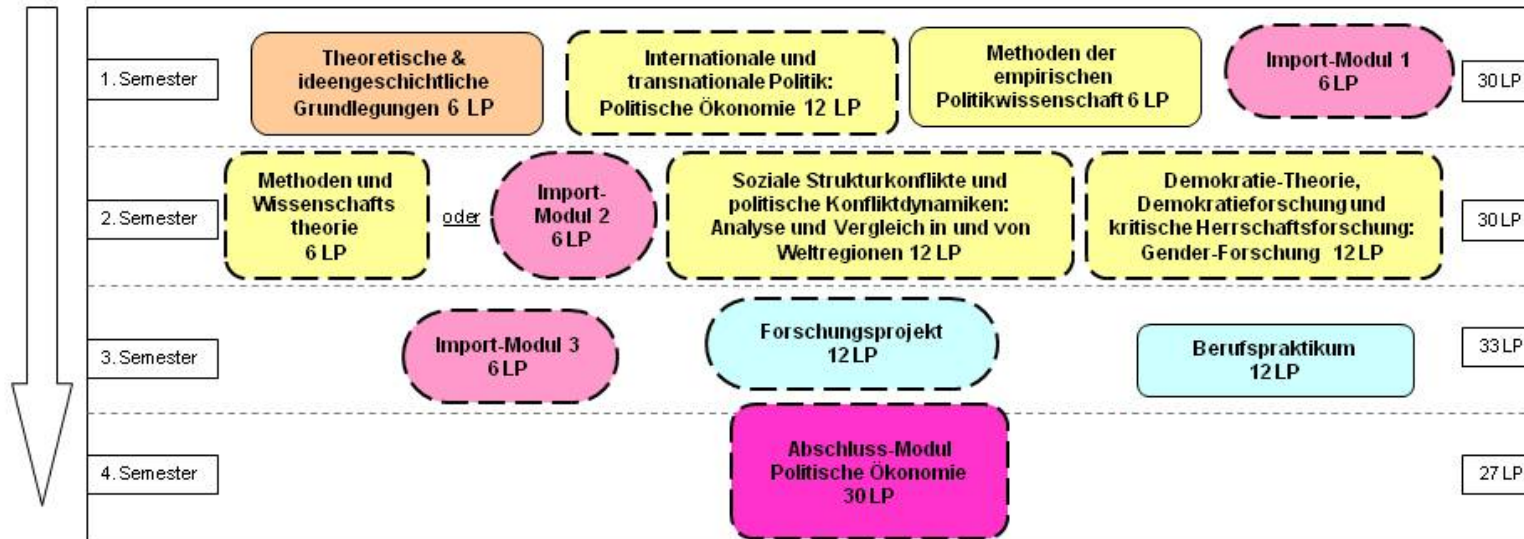 1. Semester
Theoretische &
ideengeschichtliche
Grundlegungen 6 LP
Internationale und
transnationale Politik:
Politische Ökonomie 12 LP
Methoden der
empirischen
Politikwissenschaft 6 LP
Import-Modul 1
6 LP
30 LP
2. Semester
Methoden und
Wissenschafts
theorie
6 LP
oder
Import-
Modul 2
6 LP
Soziale Strukturkonflikte und
politische Konfliktdynamiken:
Analyse und Vergleich in und von
Weltregionen 12 LP
Demokratie-Theorie,
Demokratieforschung und
kritische Herrschaftsforschung:
Gender-Forschung 12 LP
30 LP
3. Semester
Import-Modul 3
6 LP
Forschungsprojekt
12 LP
Berufspraktikum
12 LP
33 LP
4. Semester
Abschluss-Modul
Politische Ökonomie
30 LP
27 LP